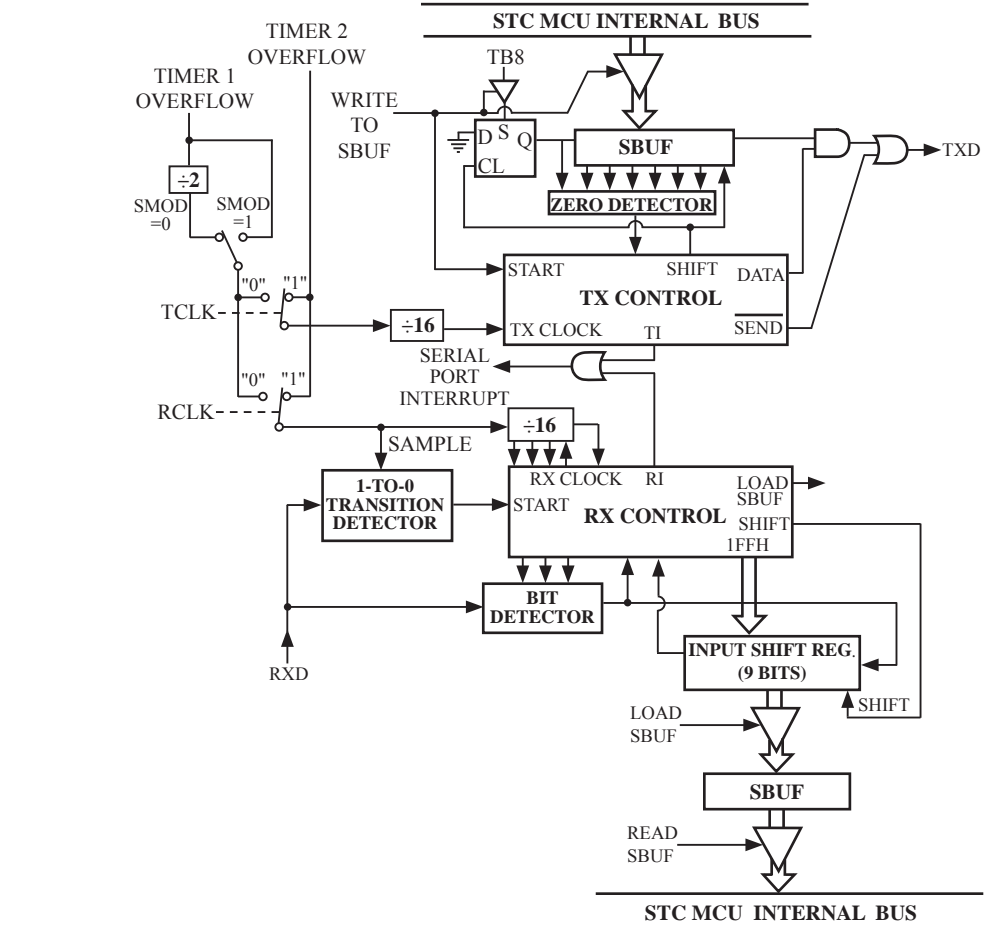 STC MCU INTERNAL BUS
TIMER 2
OVERFLOW
TIMER 1
OVERFLOW
TB8
WRITE
TO
SBUF
D
S
Q
CL
SBUF
TXD
÷2
ZERO DETECTOR
SMOD
=0
SMOD
=1
START
SHIFT
DATA
"0"
"1"
TX CONTROL
TCLK
÷16
TX CLOCK
TI
SEND
SERIAL
PORT
INTERRUPT
"0"
"1"
RCLK
÷16
SAMPLE
RX CLOCK
RI
LOAD
SBUF
1-TO-0
TRANSITION
DETECTOR
START
RX CONTROL
SHIFT
1FFH
BIT
DETECTOR
INPUT SHIFT REG.
(9 BITS)
RXD
SHIFT
LOAD
SBUF
SBUF
READ
SBUF
STC MCU INTERNAL BUS